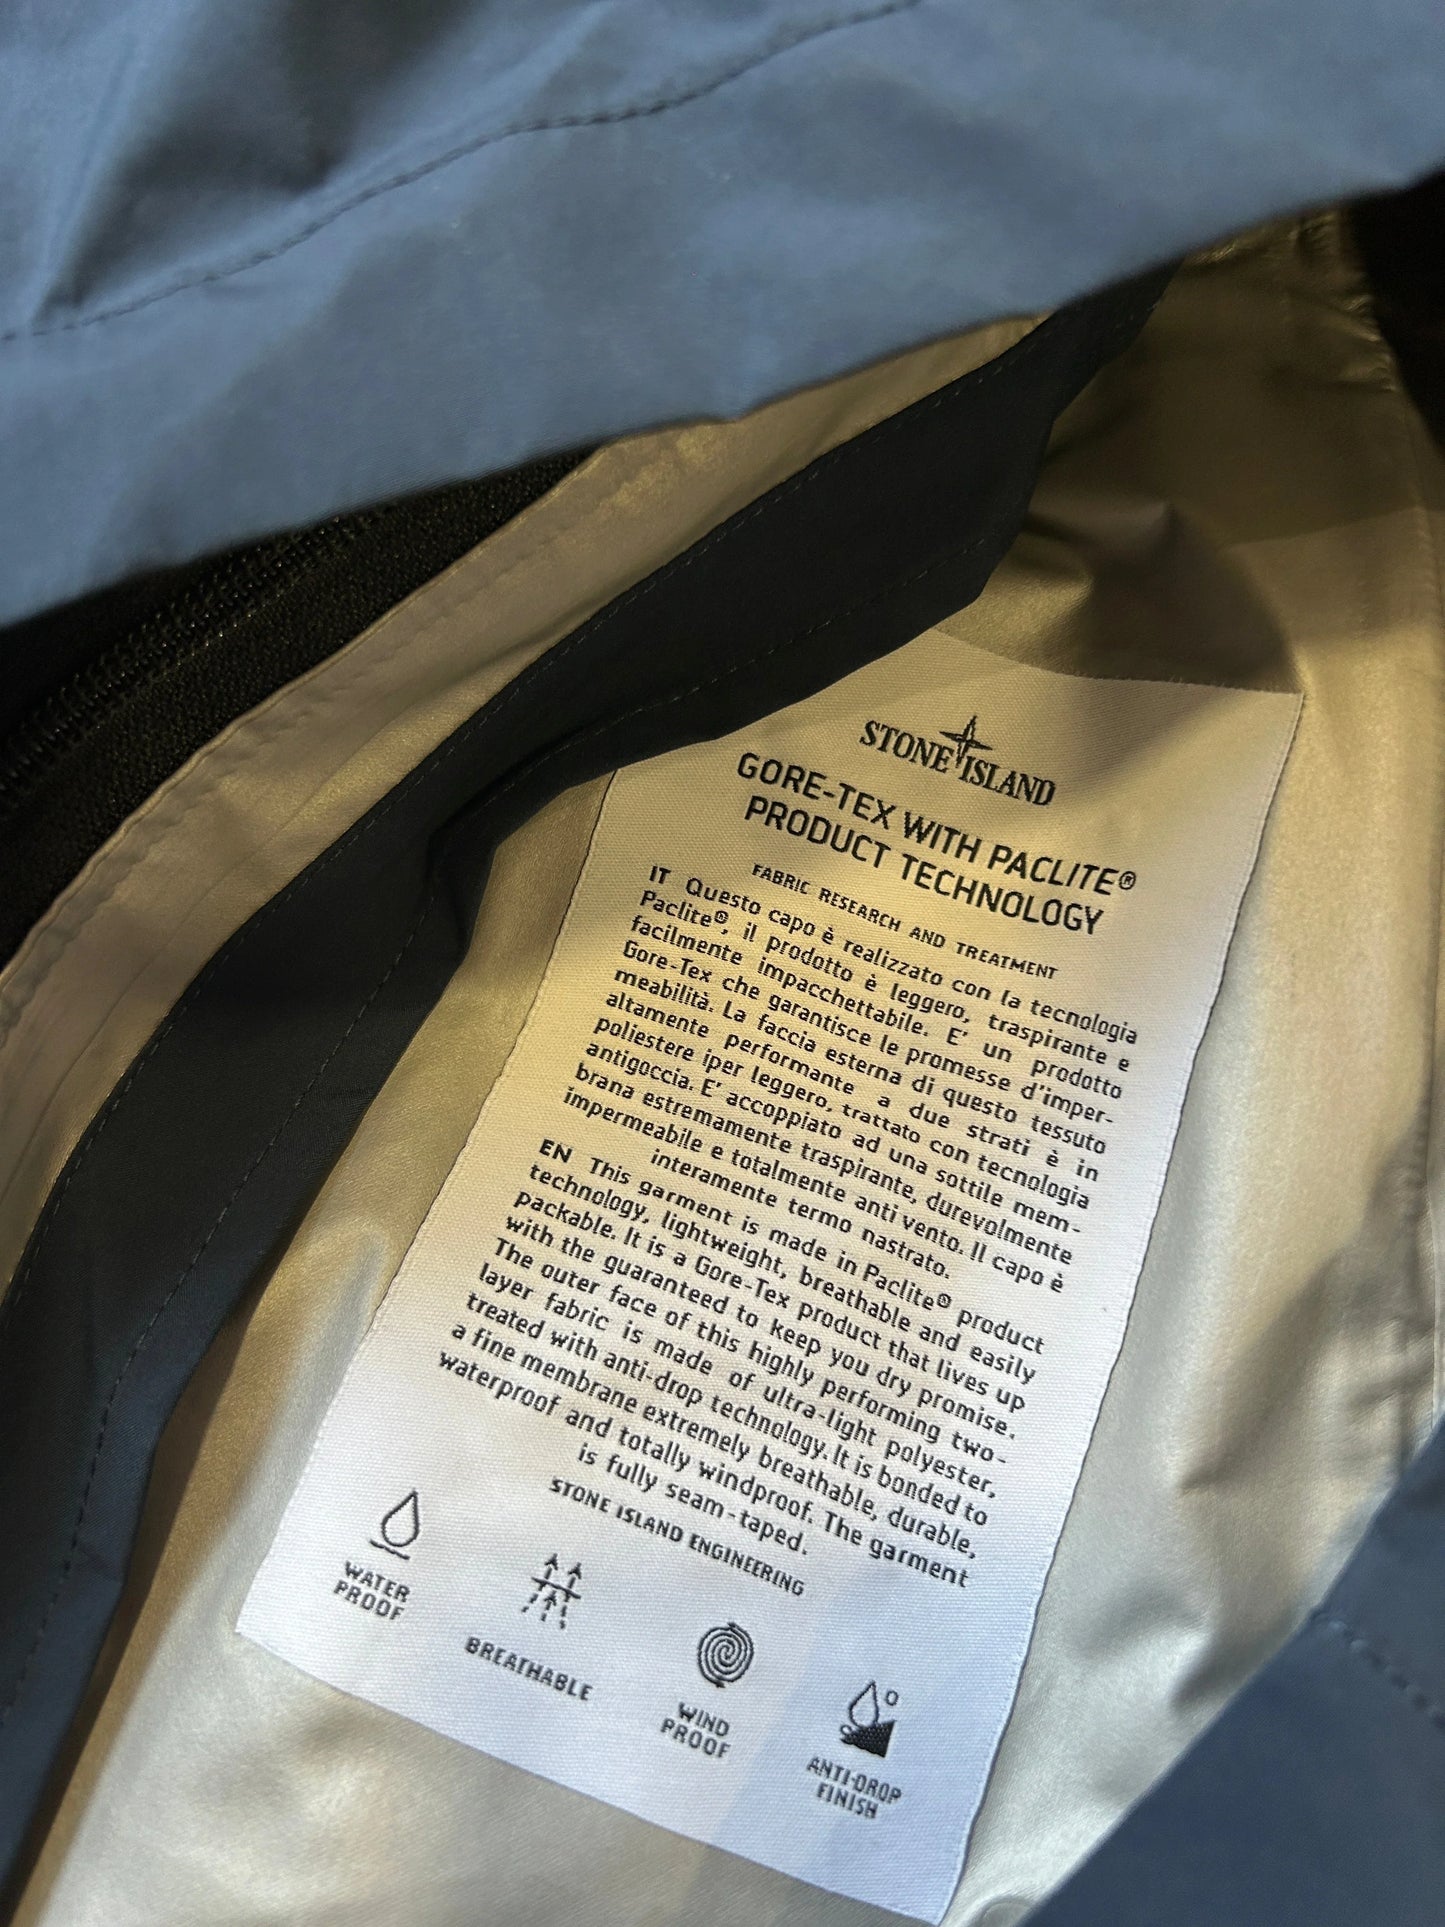 STONE ISLAND
GORE-TEX WITH PACLITE®
PRODUCT TECHNOLOGY
FABRIC RESEARCH AND TREATMENT
IT Questo capo è realizzato con la tecnologia
Paclite®, il prodotto è leggero, traspirante e
facilmente impacchettabile. E' un prodotto
Gore-Tex che garantisce le promesse d'imper-
meabilità. La faccia esterna di questo tessuto
altamente performante a due strati è in
poliestere iper leggero, trattato con tecnologia
antigoccia. E' accoppiato ad una sottile mem-
brana estremamente traspirante, durevolmente
impermeabile e totalmente anti vento. Il capo è
interamente termo nastrato.
EN This garment is made in Paclite® product
technology, lightweight, breathable and easily
packable. It is a Gore-Tex product that lives up
with the guaranteed to keep you dry promise.
The outer face of this highly performing two-
layer fabric is made of ultra-light polyester,
treated with anti-drop technology. It is bonded to
a fine membrane extremely breathable, durable,
waterproof and totally windproof. The garment
is fully seam-taped.
STONE ISLAND ENGINEERING
WATER
PROOF
BREATHABLE
WIND
PROOF
ANTI-DROP
FINISH